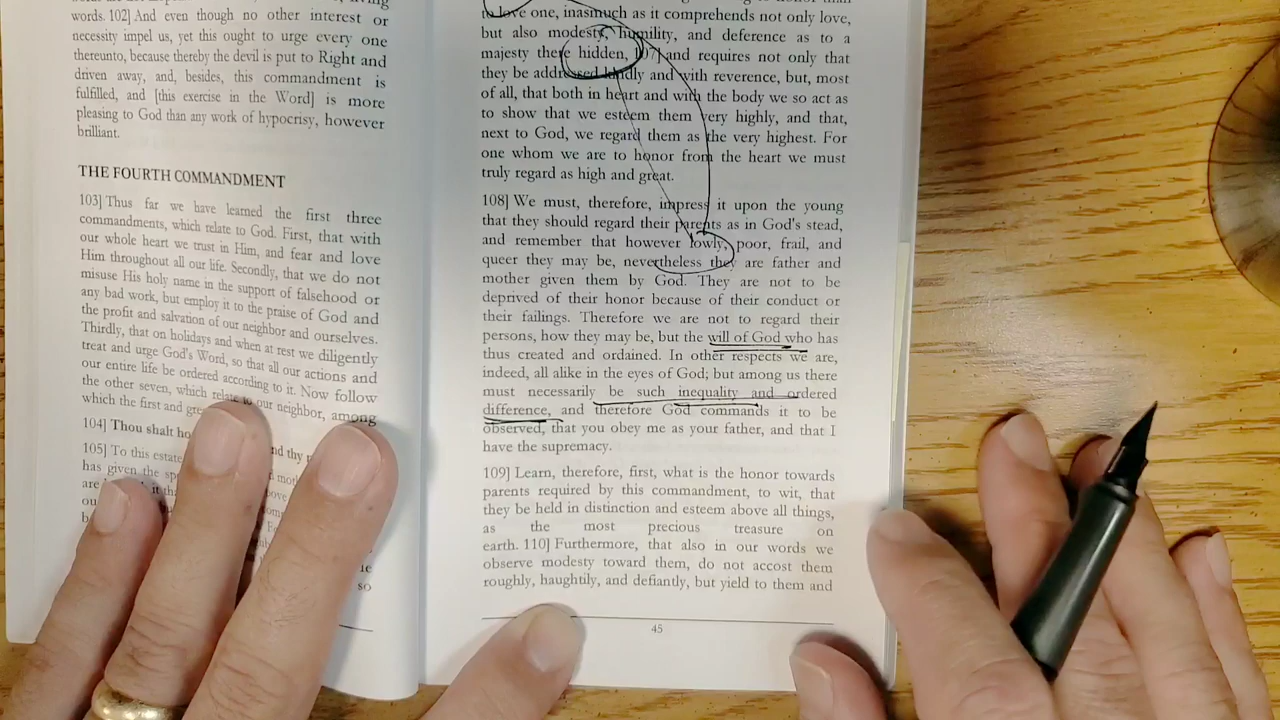 words. 102] And even though no other interest or
necessity impel us, yet this ought to urge every one
thereunto, because thereby the devil is put to Right and
driven away, and, besides, this commandment is
fulfilled, and [this exercise in the Word] is more
pleasing to God than any work of hypocrisy, however
brilliant.
THE FOURTH COMMANDMENT
103] Thus far we have learned the first three
commandments, which relate to God. First, that with
our whole heart we trust in Him, and fear and love
Him throughout all our life. Secondly, that we do not
misuse His holy name in the support of falsehood or
any bad work, but employ it to the praise of God and
the profit and salvation of our neighbor and ourselves.
Thirdly, that on holidays and when at rest we diligently
treat and urge God's Word, so that all our actions and
our entire life be ordered according to it. Now follow
the other seven, which relate to our neighbor, among
which the first and
104] Thou shalt nd thy
105] To this estate
has given the
are it
so
to love one, inasmuch as it comprehends not only love,
but also modesty, humility, and deference as to a
majesty there hidden, 107] and requires not only that
they be addressed kindly and with reverence, but, most
of all, that both in heart and with the body we so act as
to show that we esteem them very highly, and that,
next to God, we regard them as the very highest. For
one whom we are to honor from the heart we must
truly regard as high and great.
108] We must, therefore, impress it upon the young
that they should regard their parents as in God's stead,
and remember that however lowly, poor, frail, and
queer they may be, nevertheless they are father and
mother given them by God. They are not to be
deprived of their honor because of their conduct or
their failings. Therefore we are not to regard their
persons, how they may be, but the will of God who has
thus created and ordained. In other respects we are,
indeed, all alike in the eyes of God; but among us there
must necessarily be such inequality and ordered
difference, and therefore God commands it to be
observed, that you obey me as your father, and that I
have the supremacy.
109] Learn, therefore, first, what is the honor towards
parents required by this commandment, to wit, that
they be held in distinction and esteem above all things,
as the most precious treasure on
earth. 110] Furthermore, that also in our words we
observe modesty toward them, do not accost them
roughly, haughtily, and defiantly, but yield to them and
45